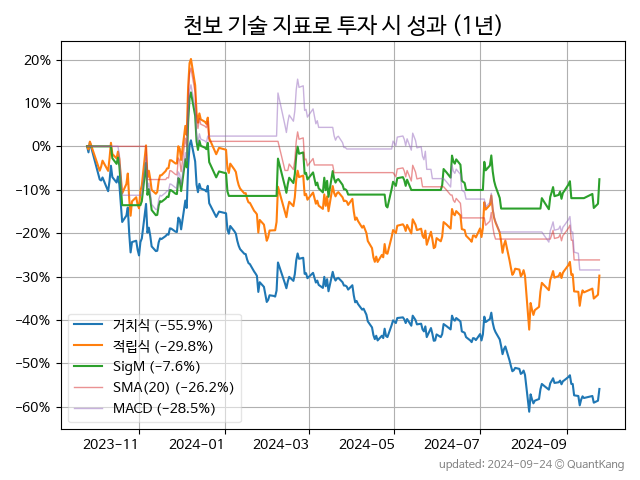 천보 기술 지표로 투자 시 성과 (1년)
20%
10%
0%
−10%
−20%
−30%
−40%
−50%
−60%
거치식 (−55.9%)
적립식 (−29.8%)
SigM (−7.6%)
SMA(20) (−26.2%)
MACD (−28.5%)
2023-11
2024-01
2024-03
2024-05
2024-07
2024-09
updated: 2024-09-24 © QuantKang